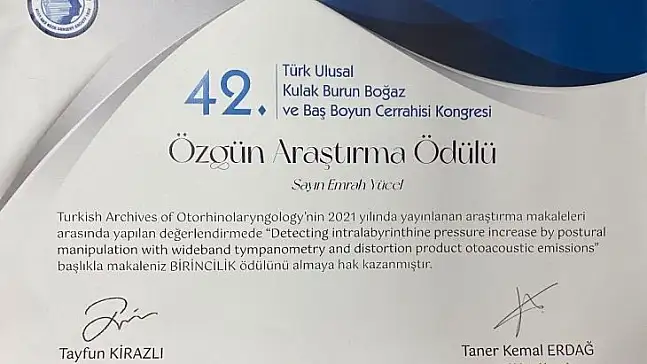 42.
Türk Ulusal
Kulak Burun Boğaz
ve Baş Boyun Cerrahisi Kongresi
Özgün Araştırma Ödülü
Sayın Emrah Yücel
Turkish Archives of Otorhinolaryngology'nin 2021 yılında yayınlanan araştırma makaleleri
arasında yapılan değerlendirmede "Detecting intralabyrinthine pressure increase by postural
manipulation with wideband tympanometry and distortion product otoacoustic emissions"
başlıkla makaleniz BİRİNCİLİK ödülünü almaya hak kazanmıştır.
Tayfun KİRAZLI
Taner Kemal ERDAĞ